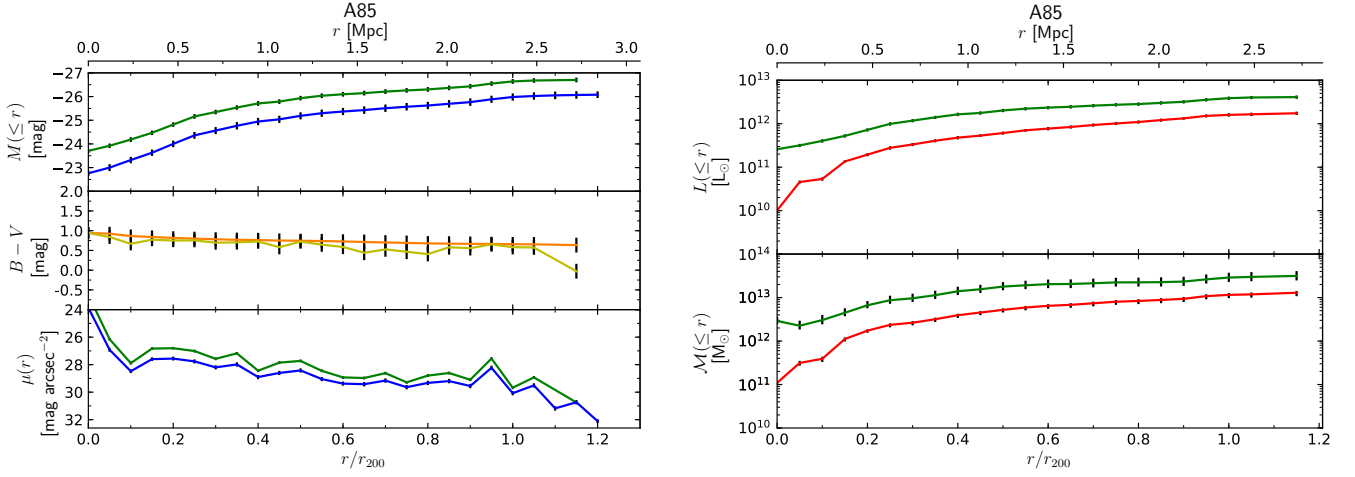 A85
r [Mpc]
0.0 0.5 1.0 1.5 2.0 2.5 3.0
−27
−26
−25
−24
−23
M(≤ r)
[mag]
2.0
1.5
1.0
0.5
0.0
−0.5
B − V
[mag]
24
26
28
30
32
μ(r)
[mag arcsec⁻²]
0.0 0.2 0.4 0.6 0.8 1.0 1.2
r/r₂₀₀
A85
r [Mpc]
0.0 0.5 1.0 1.5 2.0 2.5
10¹³
10¹²
10¹¹
10¹⁰
L(≤ r)
[L⊙]
10¹⁴
10¹³
10¹²
10¹¹
10¹⁰
ℳ(≤ r)
[M⊙]
0.0 0.2 0.4 0.6 0.8 1.0 1.2
r/r₂₀₀